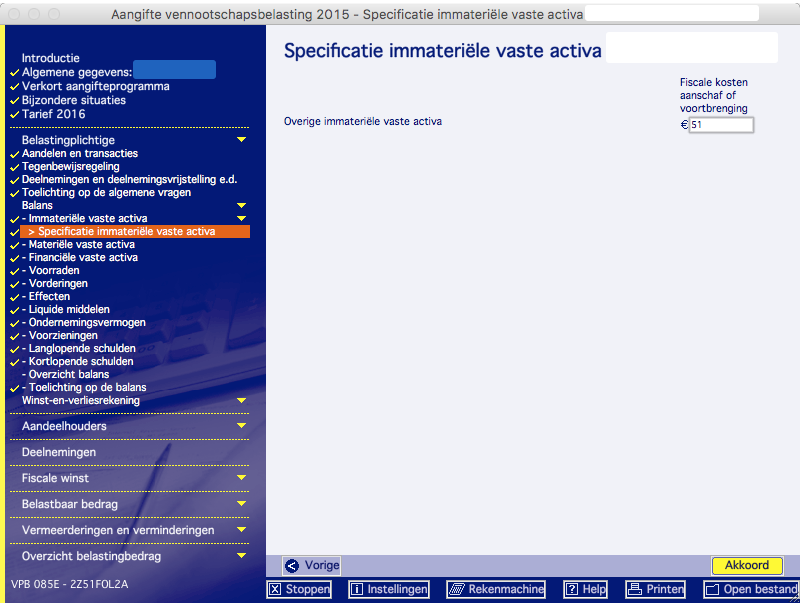 Aangifte vennootschapsbelasting 2015 - Specificatie immateriële vaste activa
Introductie
Algemene gegevens:
Verkort aangifteprogramma
Bijzondere situaties
Tarief 2016
Belastingplichtige
Aandelen en transacties
Tegenbewijsregeling
Deelnemingen en deelnemingsvrijstelling e.d.
Toelichting op de algemene vragen
Balans
- Immateriële vaste activa
> Specificatie immateriële vaste activa
- Materiële vaste activa
- Financiële vaste activa
- Voorraden
- Vorderingen
- Effecten
- Liquide middelen
- Ondernemingsvermogen
- Voorzieningen
- Langlopende schulden
- Kortlopende schulden
- Overzicht balans
- Toelichting op de balans
Winst-en-verliesrekening
Aandeelhouders
Deelnemingen
Fiscale winst
Belastbaar bedrag
Vermeerderingen en verminderingen
Overzicht belastingbedrag
VPB 085E - 2Z51FOL2A
Specificatie immateriële vaste activa
Fiscale kosten
aanschaf of
voortbrenging
Overige immateriële vaste activa
€ 51
Vorige
Akkoord
Stoppen
Instellingen
Rekenmachine
Help
Printen
Open bestand